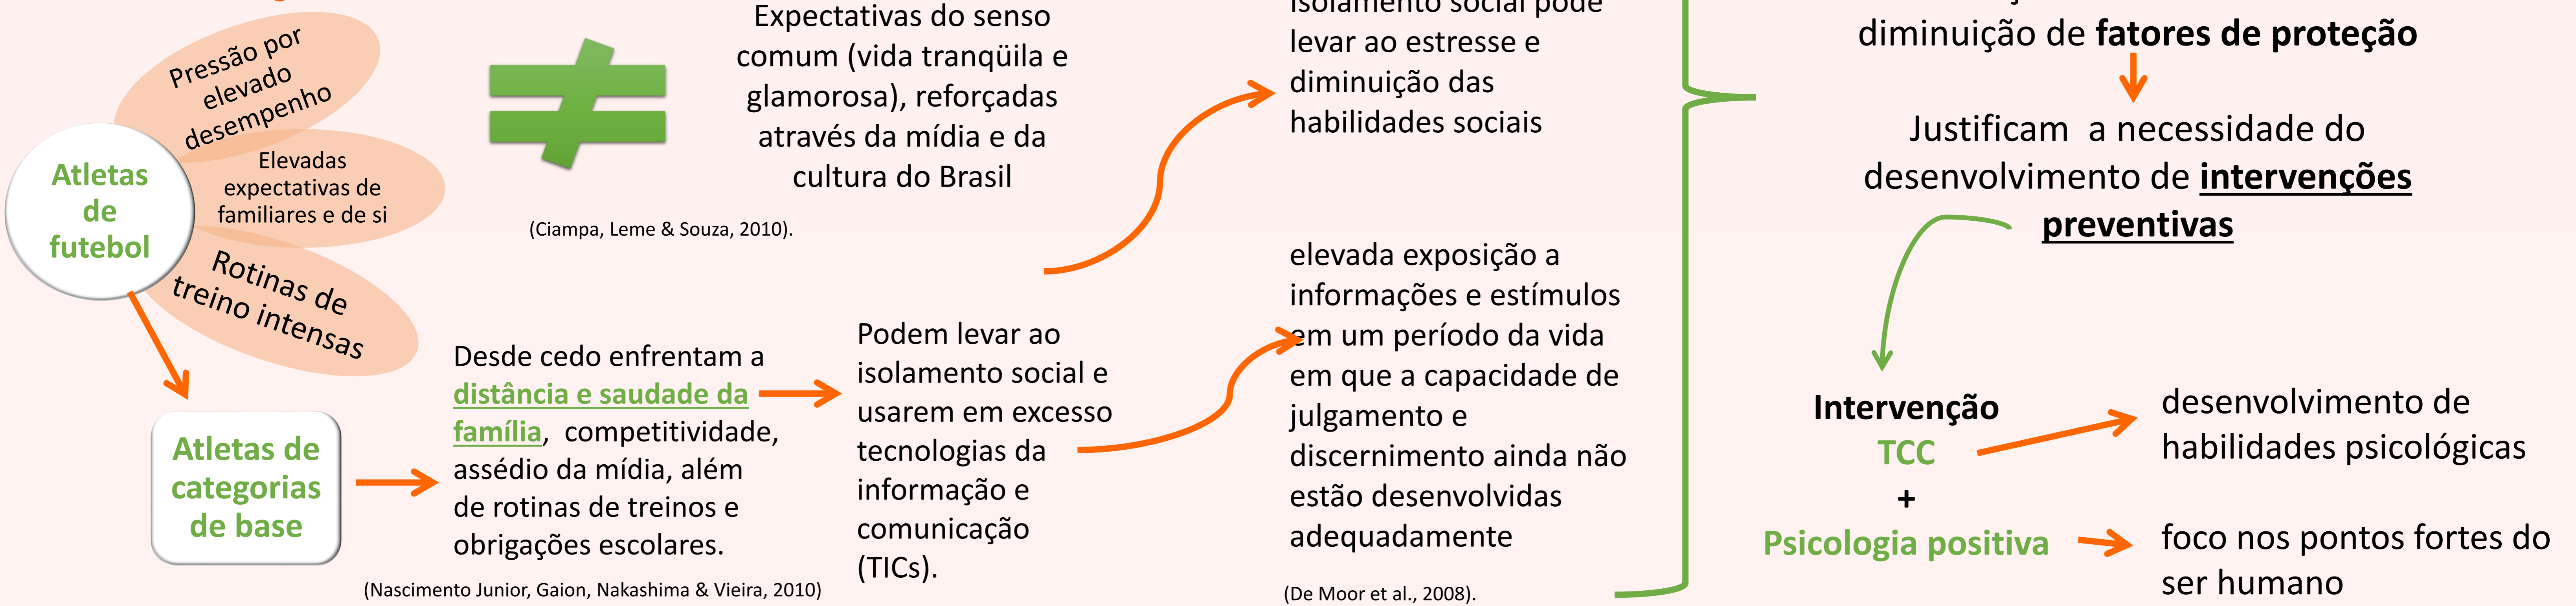 Pressão por
elevado
desempenho
Atletas
de
futebol
Elevadas
expectativas de
familiares e de si
Rotinas de
treino intensas
Expectativas do senso
comum (vida tranqüila e
glamorosa), reforçadas
através da mídia e da
cultura do Brasil
(Ciampa, Leme & Souza, 2010).
Atletas de
categorias
de base
Desde cedo enfrentam a
distância e saudade da
família, competitividade,
assédio da mídia, além
de rotinas de treinos e
obrigações escolares.
(Nascimento Junior, Gaion, Nakashima & Vieira, 2010)
Podem levar ao
isolamento social e
usarem em excesso
tecnologias da
informação e
comunicação
(TICs).
Isolamento social pode
levar ao estresse e
diminuição das
habilidades sociais
elevada exposição a
informações e estímulos
em um período da vida
em que a capacidade de
julgamento e
discernimento ainda não
estão desenvolvidas
adequadamente
(De Moor et al., 2008).
diminuição de fatores de proteção
Justificam a necessidade do
desenvolvimento de intervenções
preventivas
Intervenção
TCC
+
Psicologia positiva
desenvolvimento de
habilidades psicológicas
foco nos pontos fortes do
ser humano